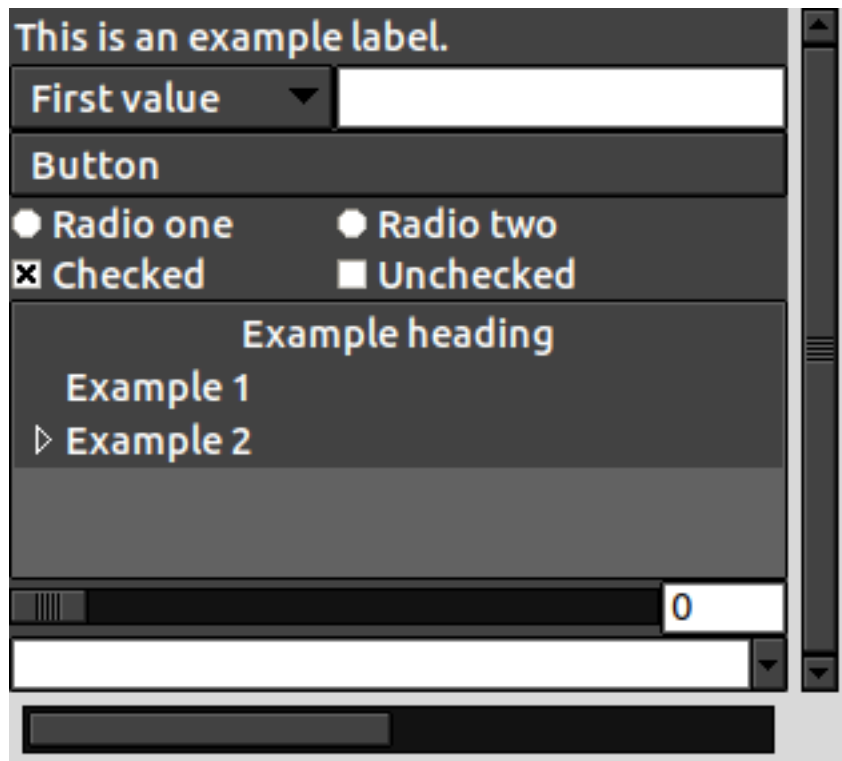 This is an example label.
First value
Button
Radio one Radio two
Checked Unchecked
Example heading
Example 1
Example 2
0